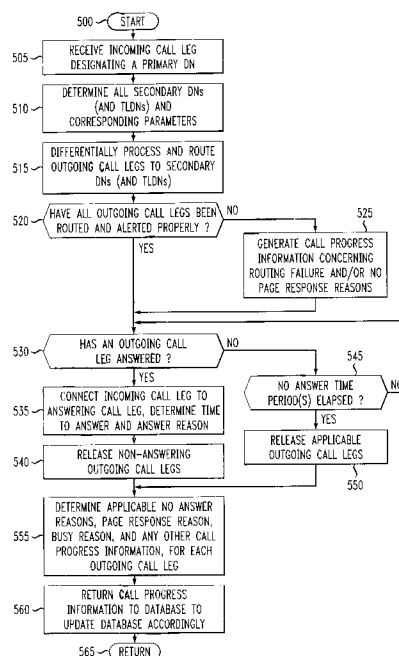 500
START
505
RECEIVE INCOMING CALL LEG
DESIGNATING A PRIMARY DN
510
DETERMINE ALL SECONDARY DNs
(AND TLDNs) AND
CORRESPONDING PARAMETERS
515
DIFFERENTIALLY PROCESS AND ROUTE
OUTGOING CALL LEGS TO SECONDARY
DNs (AND TLDNs)
520
HAVE ALL OUTGOING CALL LEGS BEEN
ROUTED AND ALERTED PROPERLY ?
NO
YES
525
GENERATE CALL PROGRESS
INFORMATION CONCERNING
ROUTING FAILURE AND/OR NO
PAGE RESPONSE REASONS
530
HAS AN OUTGOING CALL
LEG ANSWERED ?
NO
YES
545
NO ANSWER TIME
PERIOD(S) ELAPSED ?
NO
YES
535
CONNECT INCOMING CALL LEG TO
ANSWERING CALL LEG, DETERMINE TIME
TO ANSWER AND ANSWER REASON
540
RELEASE NON-ANSWERING
OUTGOING CALL LEGS
RELEASE APPLICABLE
OUTGOING CALL LEGS
550
555
DETERMINE APPLICABLE NO ANSWER
REASONS, PAGE RESPONSE REASON,
BUSY REASON, AND ANY OTHER CALL
PROGRESS INFORMATION, FOR EACH
OUTGOING CALL LEG
560
RETURN CALL PROGRESS
INFORMATION TO DATABASE TO
UPDATE DATABASE ACCORDINGLY
565
RETURN